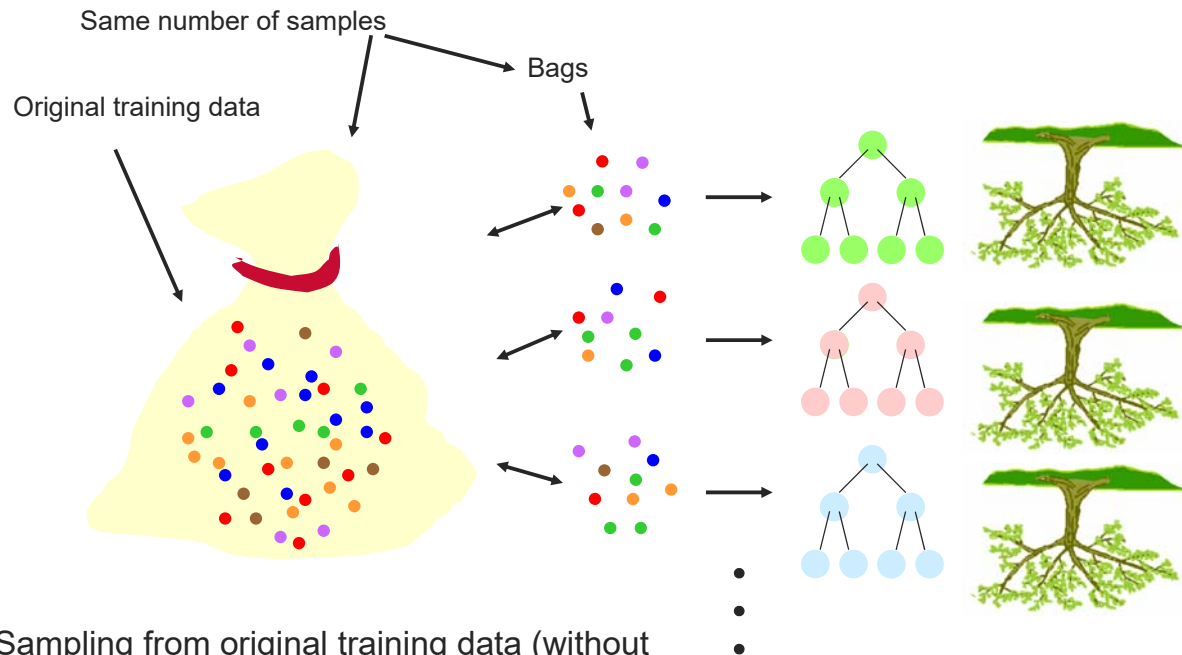 Same number of samples
Bags
Original training data
Sampling from original training data (without